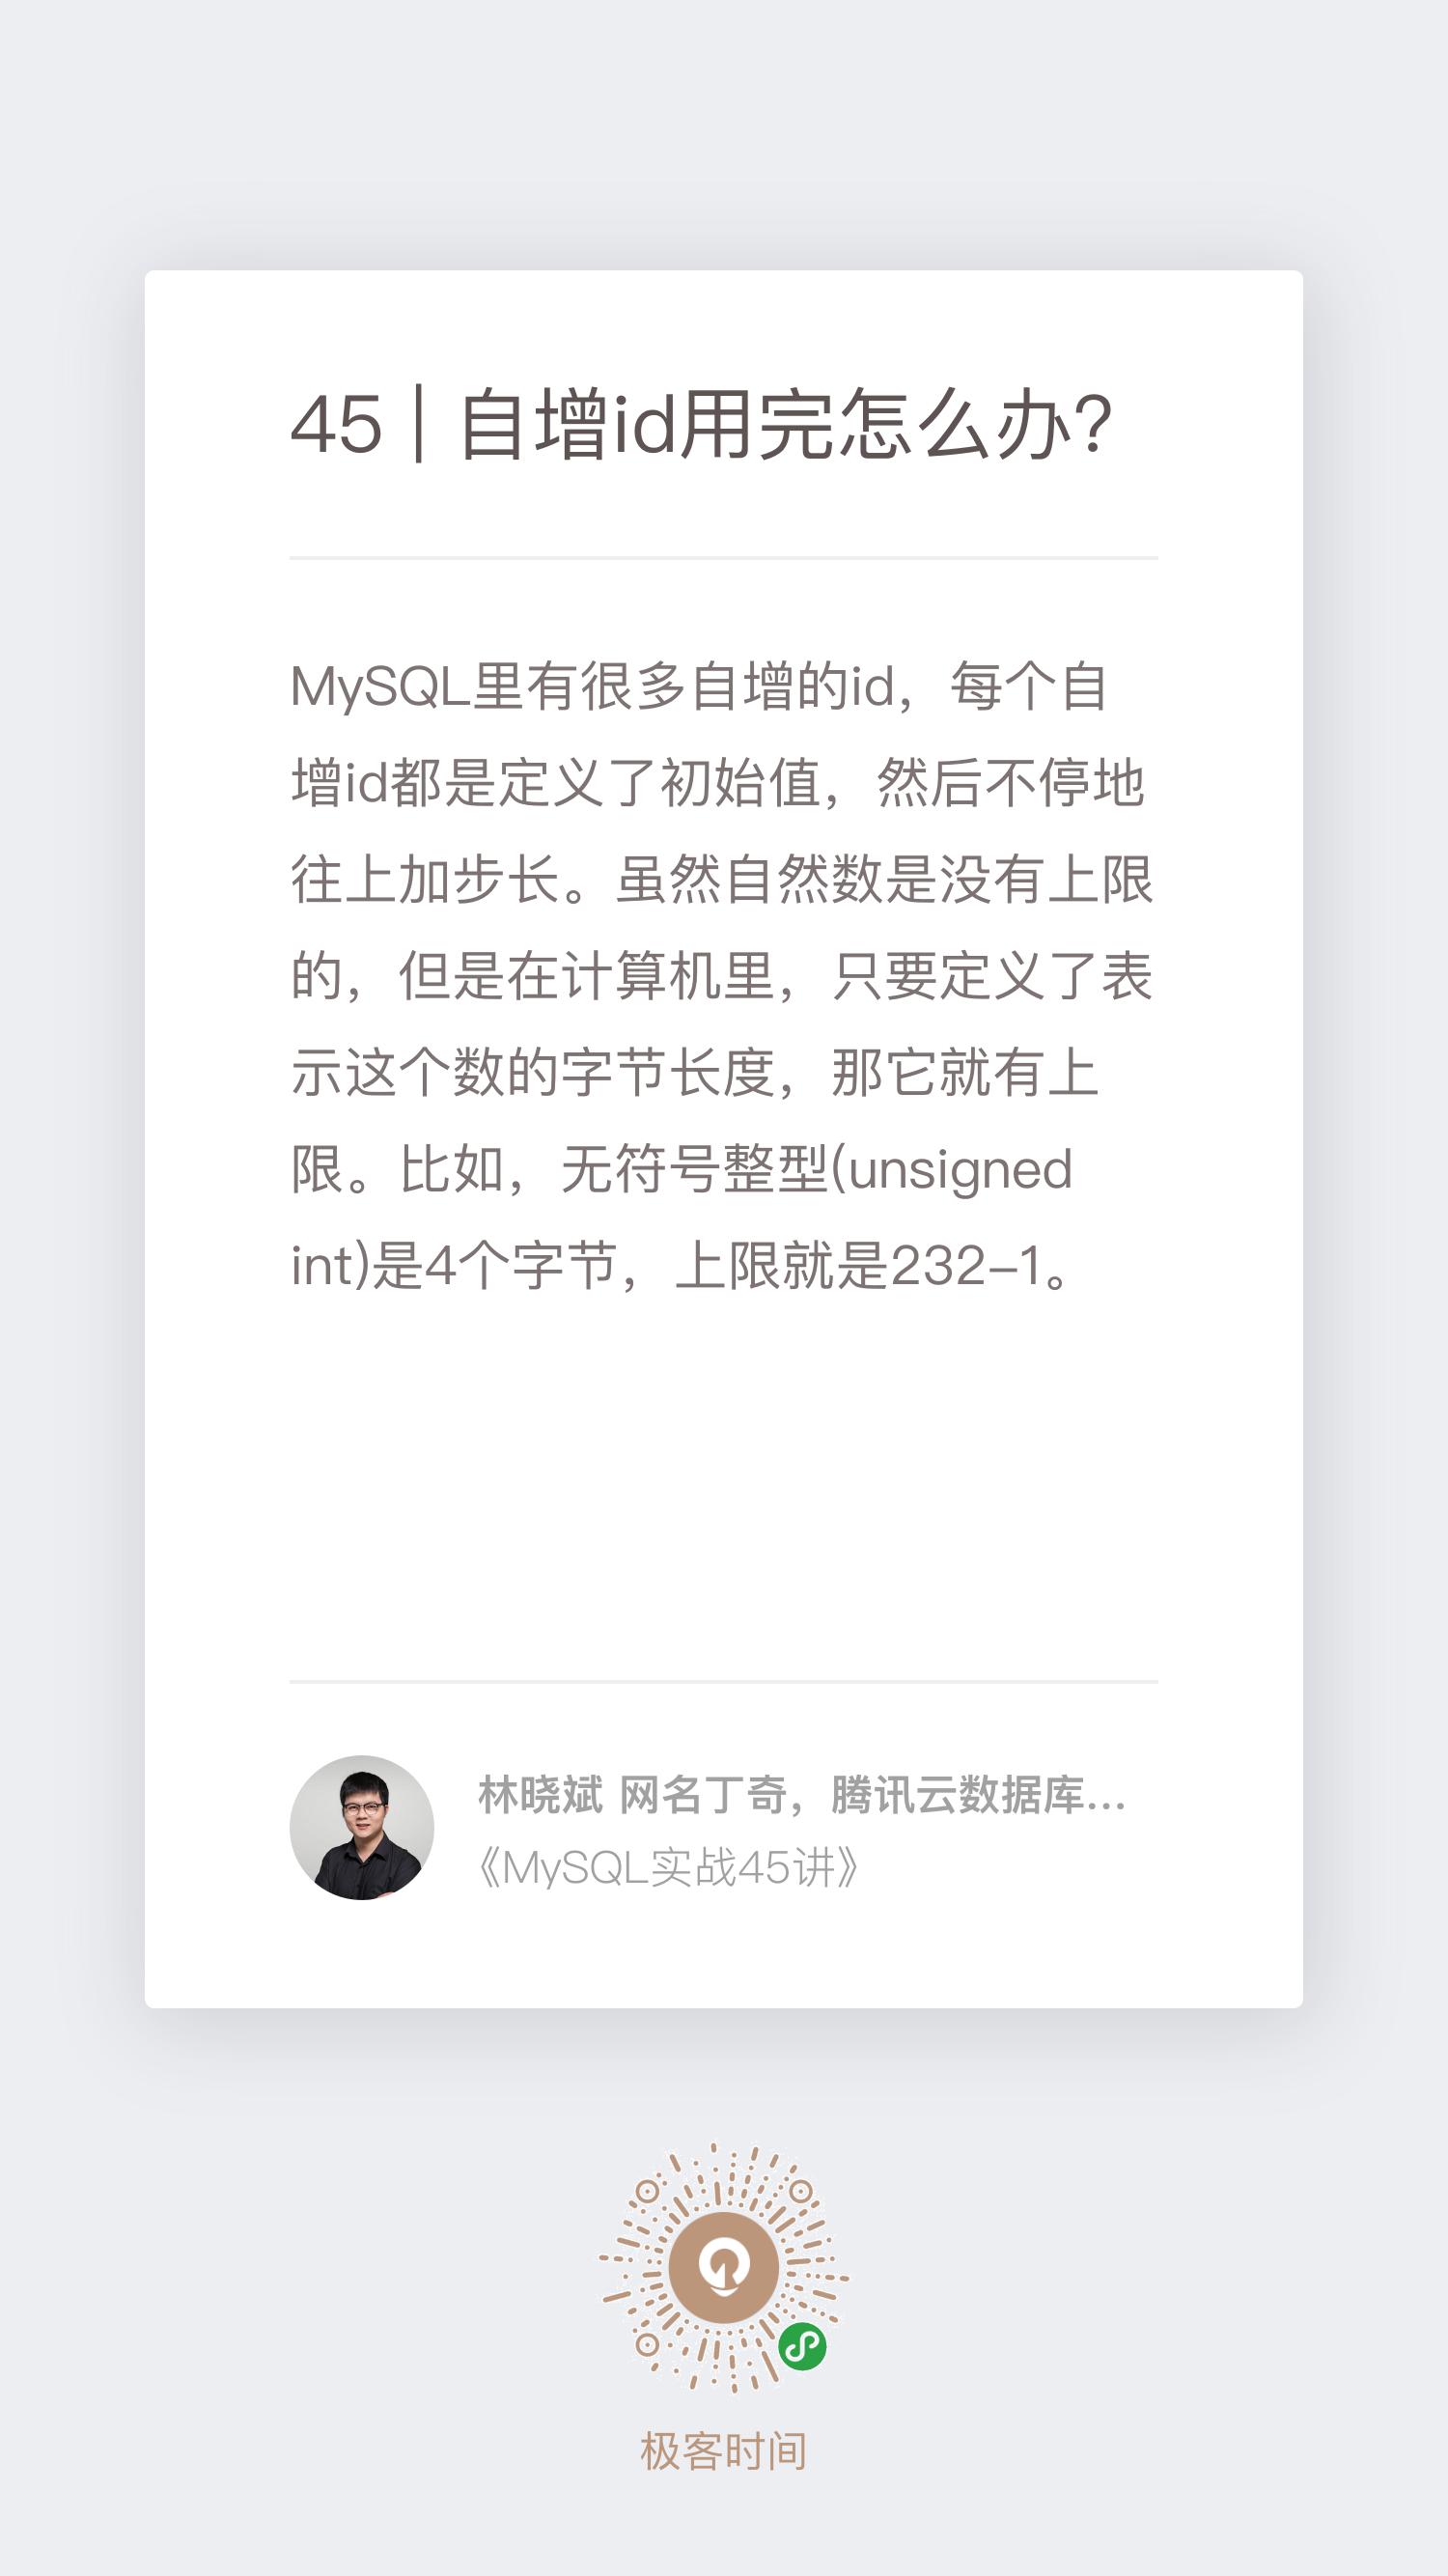 45 | 自增id用完怎么办？
MySQL里有很多自增的id，每个自
增id都是定义了初始值，然后不停地
往上加步长。虽然自然数是没有上限
的，但是在计算机里，只要定义了表
示这个数的字节长度，那它就有上
限。比如，无符号整型(unsigned
int)是4个字节，上限就是232-1。
林晓斌 网名丁奇，腾讯云数据库...
《MySQL实战45讲》
极客时间